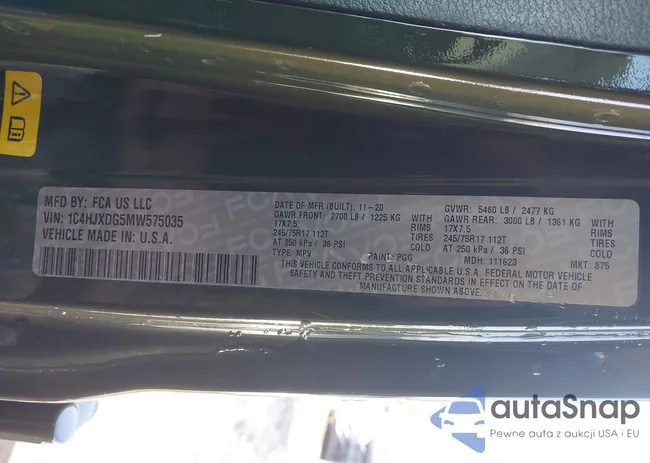 MFD BY: FCA US LLC
VIN: 1C4HJXDG5MW575035
VEHICLE MADE IN: U.S.A.
DATE OF MFR (BUILT): 11-20
GAWR FRONT: 2700 LB / 1225 KG WITH
17X7.5 RIMS
245/75R17 112T TIRES
AT 250 kPa / 36 PSI COLD
TYPE: MPV PAINT: PGG
GVWR: 5460 LB / 2477 KG
GAWR REAR: 3000 LB / 1361 KG WITH
17X7.5 RIMS
245/75R17 112T TIRES
AT 250 kPa / 36 PSI COLD
MDH: 111623 MKT: 875
THIS VEHICLE CONFORMS TO ALL APPLICABLE U.S.A. FEDERAL MOTOR VEHICLE
SAFETY AND THEFT PREVENTION STANDARDS IN EFFECT ON THE DATE OF
MANUFACTURE SHOWN ABOVE.
autoSnap
Pewne auta z aukcji USA i EU